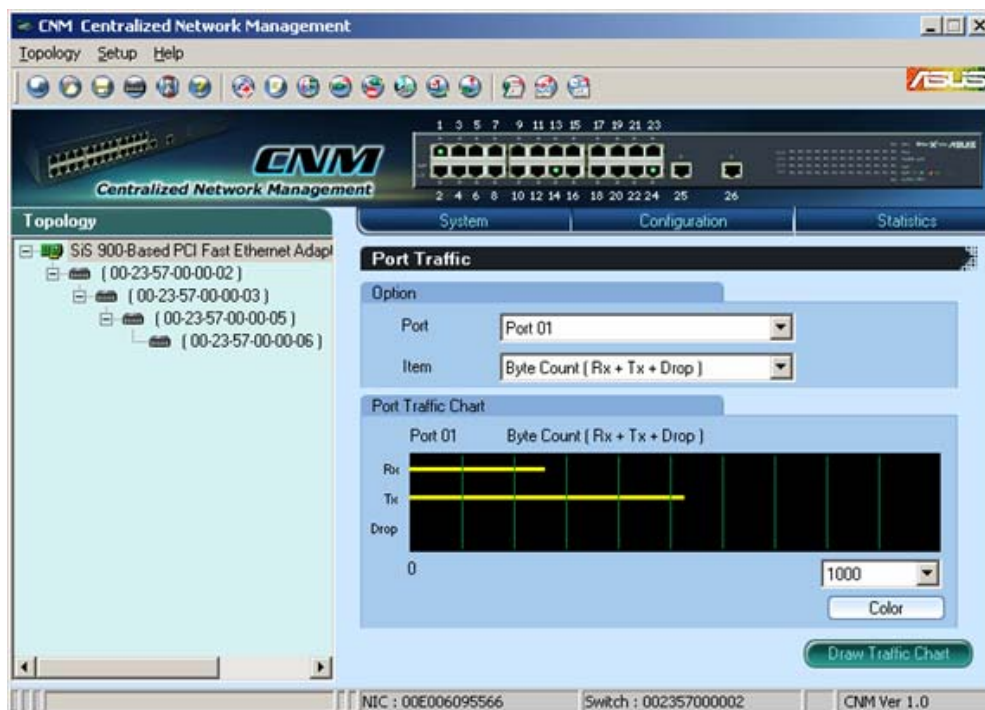 CNM Centralized Network Management
Topology Setup Help
ASUS
CNM
Centralized Network Management
1 3 5 7 9 11 13 15 17 19 21 23
2 4 6 8 10 12 14 16 18 20 22 24 25 26
Topology
System Configuration Statistics
SiS 900-Based PCI Fast Ethernet Adapt
( 00-23-57-00-00-02 )
( 00-23-57-00-00-03 )
( 00-23-57-00-00-05 )
( 00-23-57-00-00-06 )
Port Traffic
Option
Port Port 01
Item Byte Count ( Rx + Tx + Drop )
Port Traffic Chart
Port 01 Byte Count ( Rx + Tx + Drop )
Rx
Tx
Drop
0
1000
Color
Draw Traffic Chart
NIC : 00E006095566 Switch : 002357000002 CNM Ver 1.0